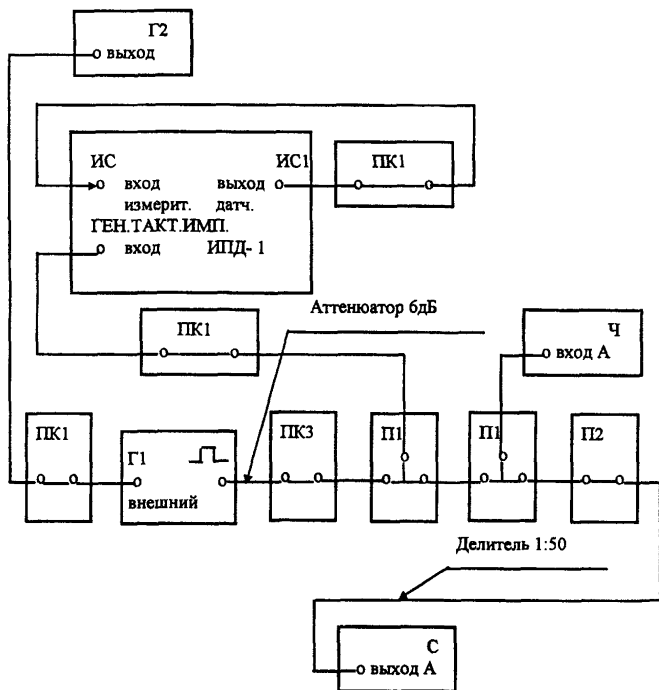 Г2
выход
ИС ИС1 ПК1
вход выход
измерит. датч.
ГЕН.ТАКТ.ИМП.
вход ИПД- 1
Аттенюатор 6дБ
ПК1 Ч
вход А
ПК1 Г1 ПК3 П1 П1 П2
внешний
Делитель 1:50
С
выход А